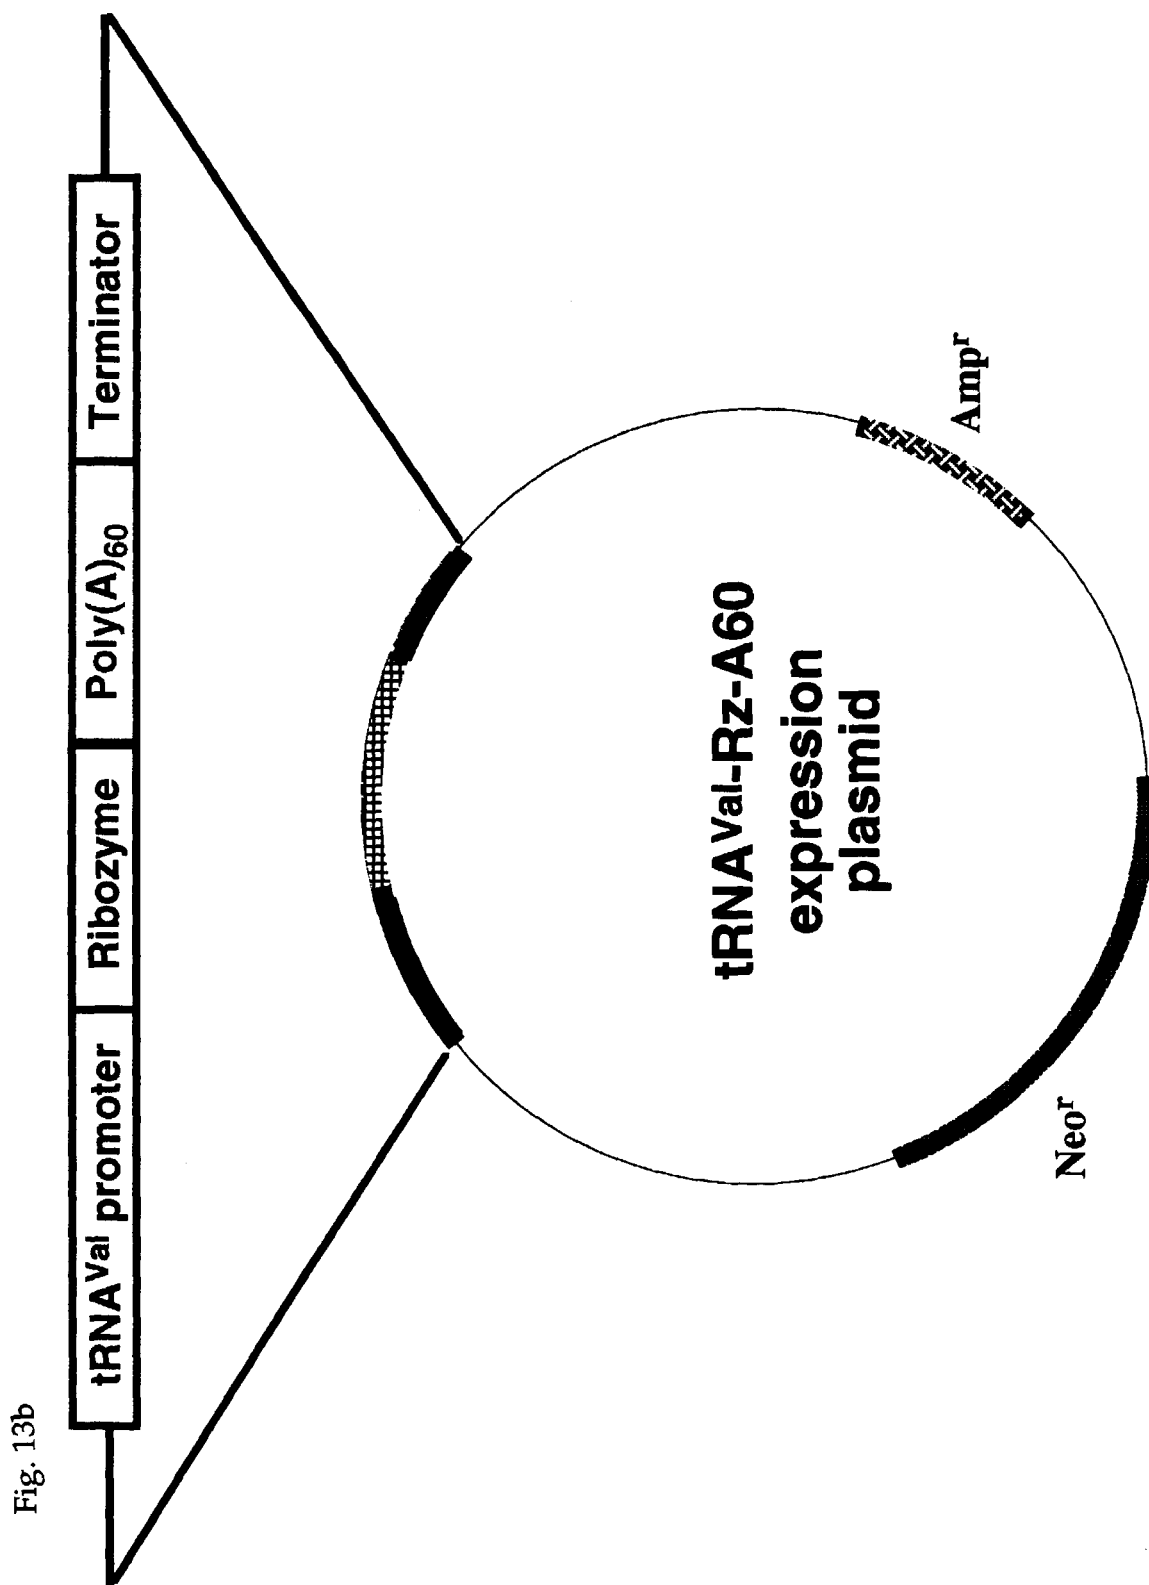 Fig. 13b
tRNAVal promoter
Ribozyme
Poly(A)60
Terminator
tRNAVal-Rz-A60
expression
plasmid
Neor
Ampr